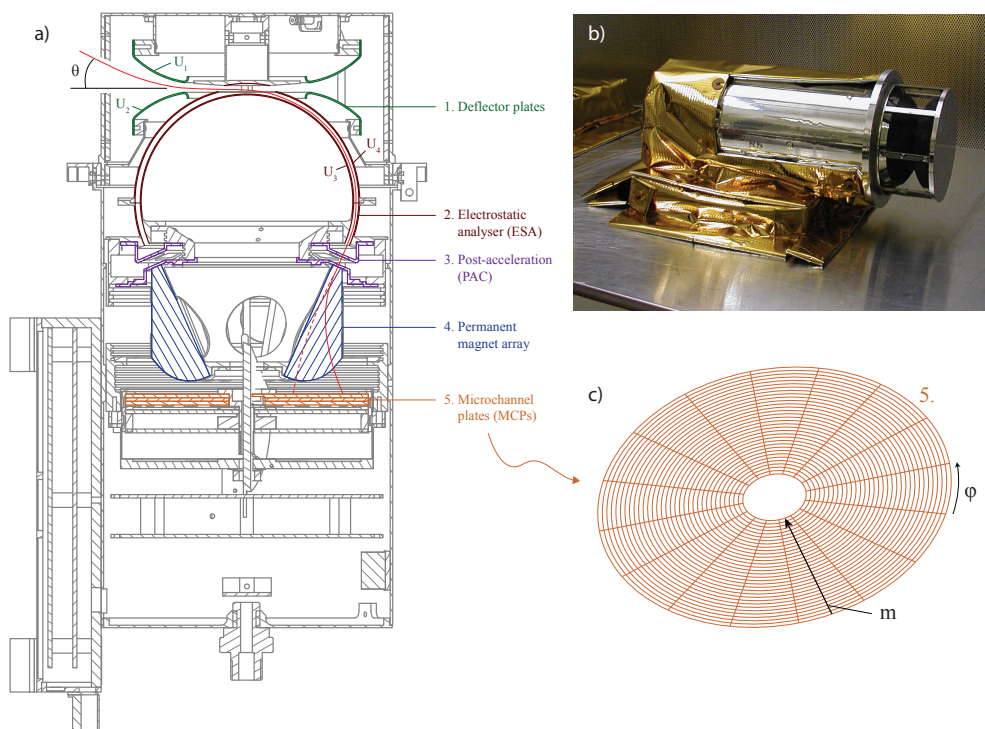 a)
θ
U1
U2
1. Deflector plates
U4
U3
2. Electrostatic
analyser (ESA)
3. Post-acceleration
(PAC)
4. Permanent
magnet array
5. Microchannel
plates (MCPs)
b)
c)
5.
φ
m